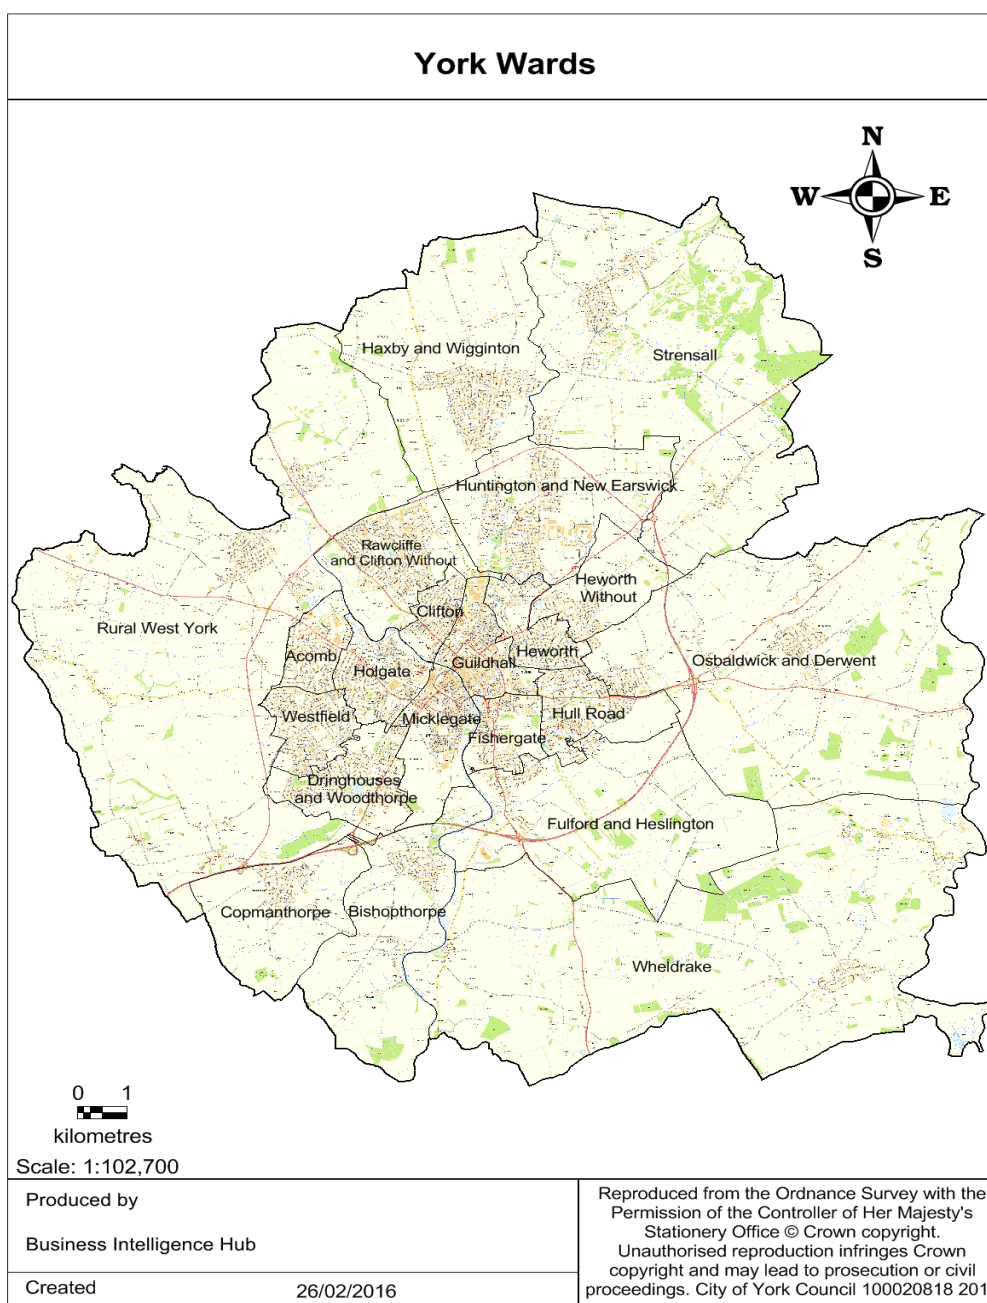 York Wards
N
W E
S
Haxby and Wigginton
Strensall
Huntington and New Earswick
Rawcliffe
and Clifton Without
Heworth
Without
Clifton
Rural West York
Acomb
Holgate
Guildhall
Heworth
Osbaldwick and Derwent
Westfield
Micklegate
Hull Road
Fishergate
Dringhouses
and Woodthorpe
Fulford and Heslington
Copmanthorpe
Bishopthorpe
Wheldrake
0 1
kilometres
Scale: 1:102,700
Produced by
Business Intelligence Hub
Created 26/02/2016
Reproduced from the Ordnance Survey with the
Permission of the Controller of Her Majesty's
Stationery Office © Crown copyright.
Unauthorised reproduction infringes Crown
copyright and may lead to prosecution or civil
proceedings. City of York Council 100020818 201